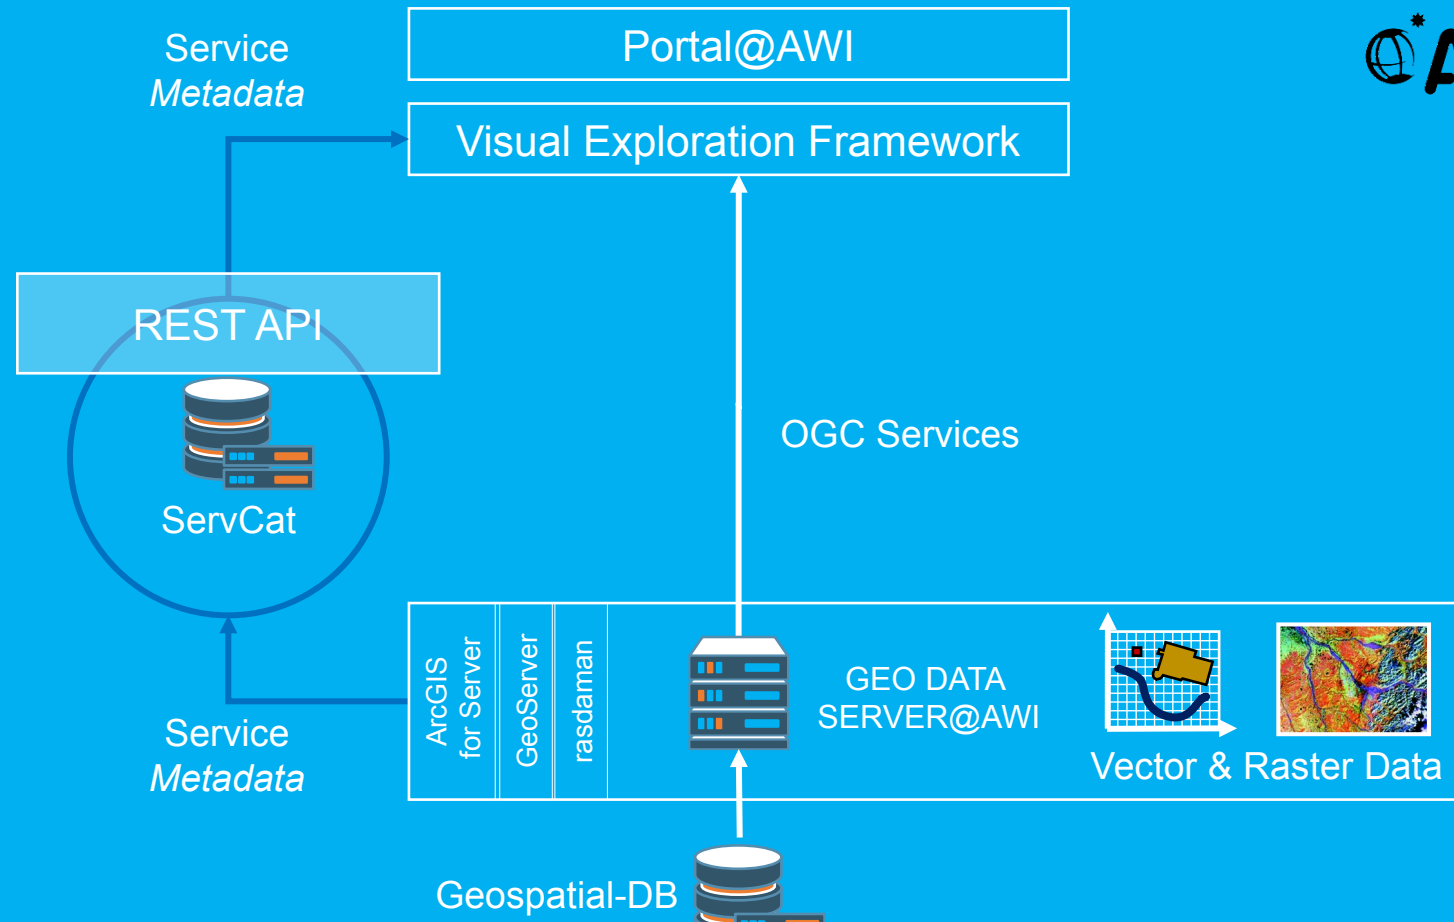 Service
Metadata
Portal@AWI
Visual Exploration Framework
REST API
ServCat
OGC Services
Service
Metadata
ArcGIS
for Server
GeoServer
rasdaman
GEO DATA
SERVER@AWI
Vector & Raster Data
Geospatial-DB